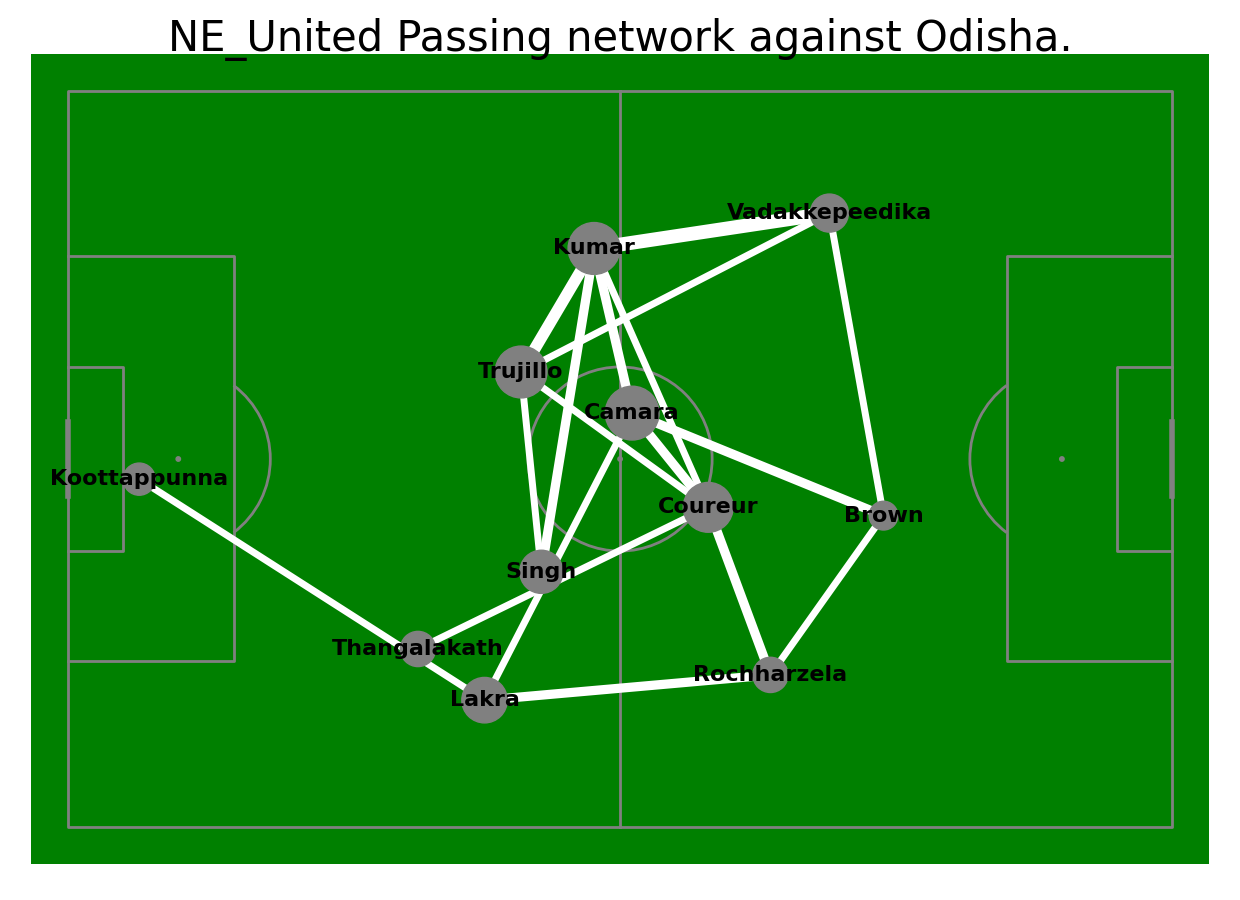 NE_United Passing network against Odisha.
Vadakkepeedika
Kumar
Trujillo
Camara
Koottappunna
Coureur
Brown
Singh
Thangalakath
Rochharzela
Lakra